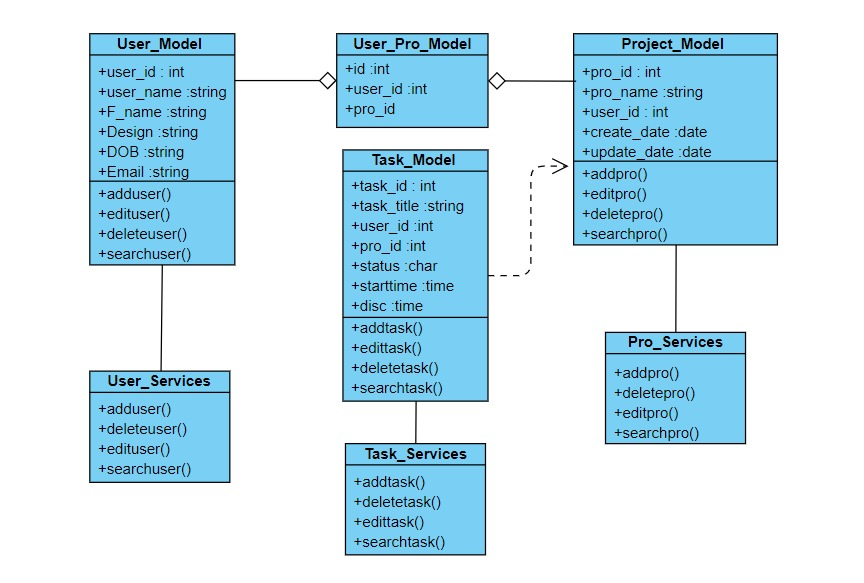 User_Model
+user_id : int
+user_name :string
+F_name :string
+Design :string
+DOB :string
+Email :string
+adduser()
+edituser()
+deleteuser()
+searchuser()
User_Pro_Model
+id :int
+user_id :int
+pro_id
Project_Model
+pro_id : int
+pro_name :string
+user_id : int
+create_date :date
+update_date :date
+addpro()
+editpro()
+deletepro()
+searchpro()
Task_Model
+task_id : int
+task_title :string
+user_id :int
+pro_id :int
+status :char
+starttime :time
+disc :time
+addtask()
+edittask()
+deletetask()
+searchtask()
User_Services
+adduser()
+deleteuser()
+edituser()
+searchuser()
Task_Services
+addtask()
+deletetask()
+edittask()
+searchtask()
Pro_Services
+addpro()
+deletepro()
+editpro()
+searchpro()